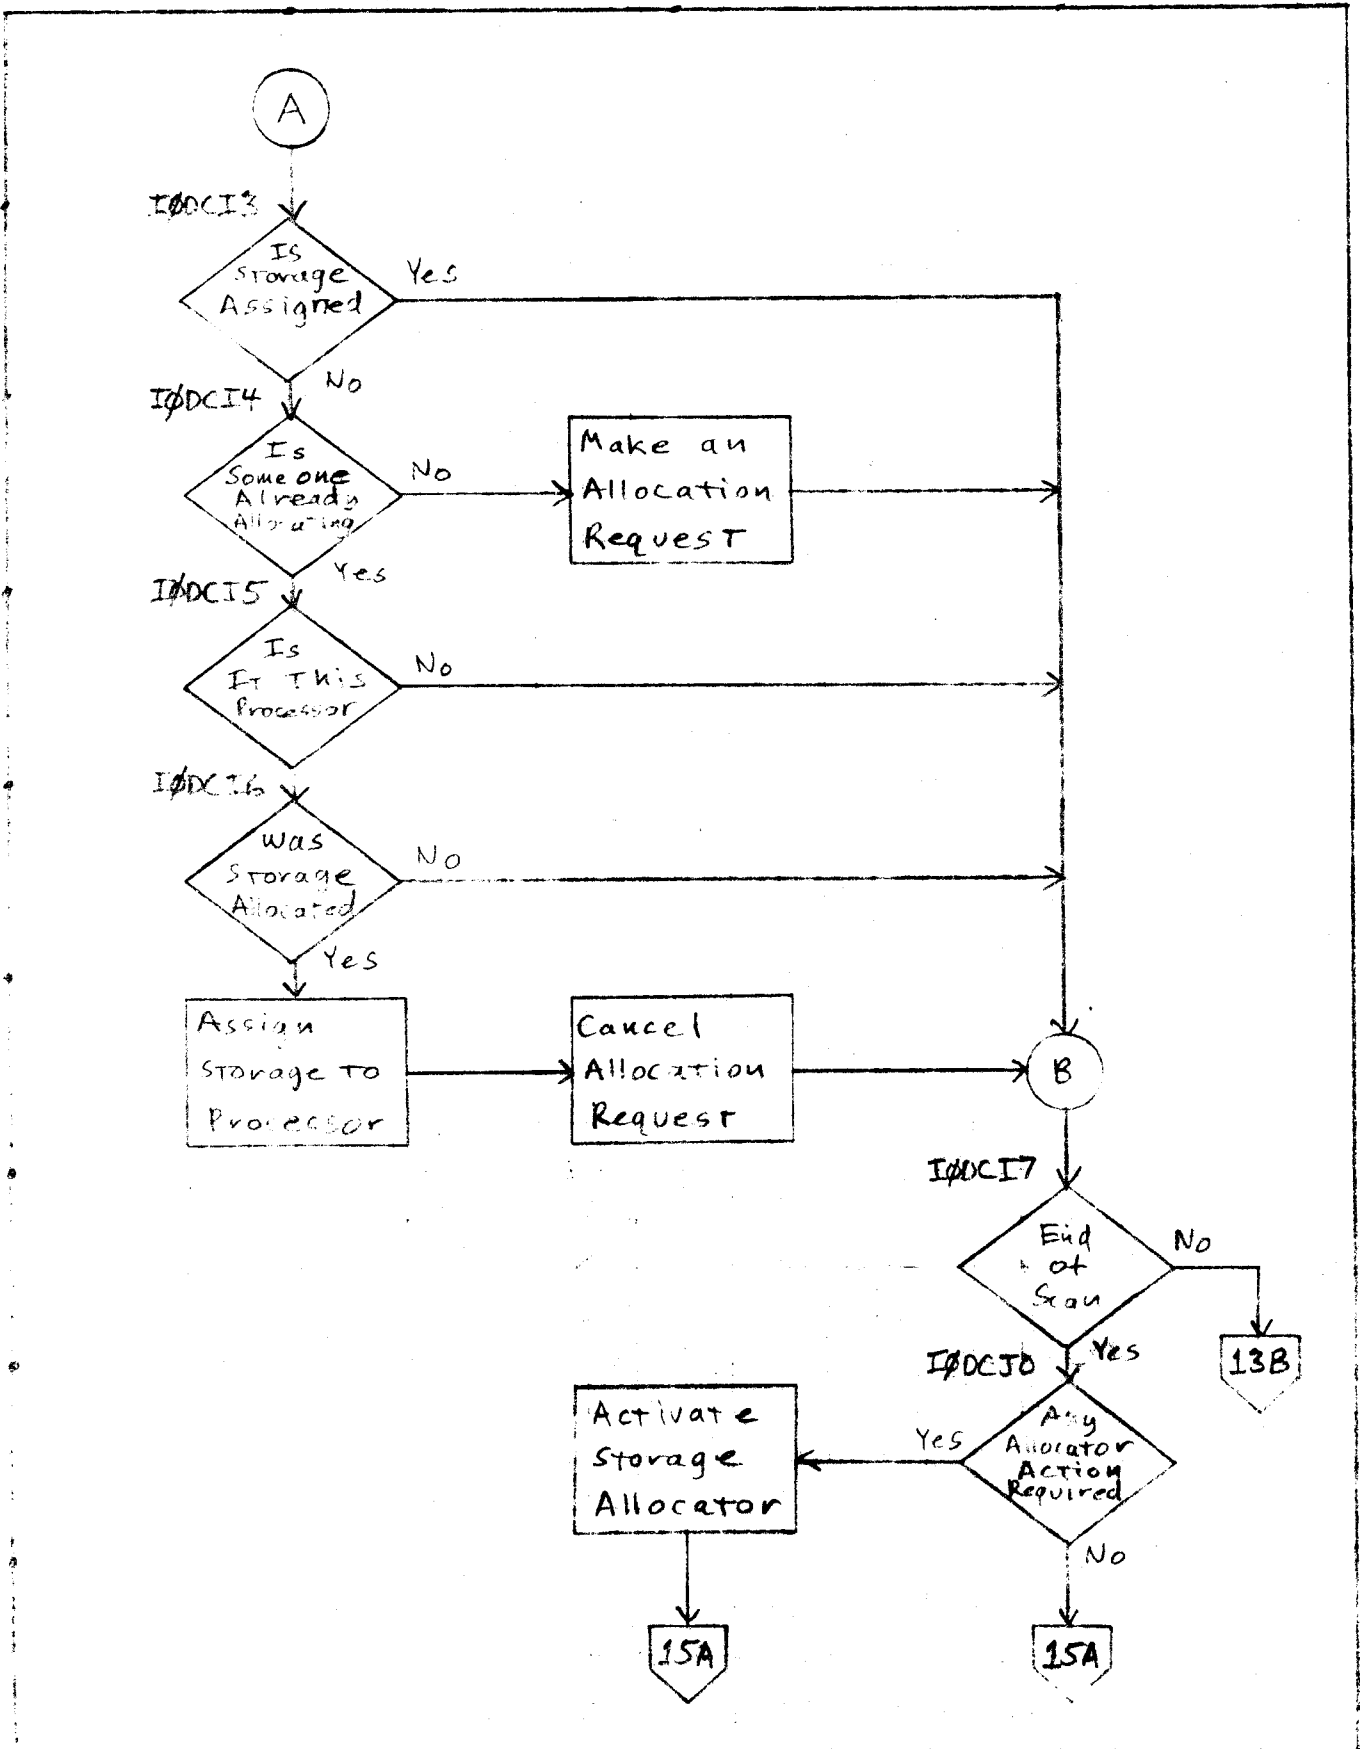 A
IØDCI3
Is
Storage
Assigned
Yes
No
IØDCI4
Is
Someone
Already
Allocating
No
Make an
Allocation
Request
Yes
IØDCI5
Is
It This
Processor
No
IØDCI6
Was
Storage
Allocated
No
Yes
Assign
Storage to
Processor
Cancel
Allocation
Request
B
IØDCI7
End
of
Scan
No
13B
Yes
IØDCJ0
Any
Allocator
Action
Required
Yes
Activate
Storage
Allocator
No
15A
15A